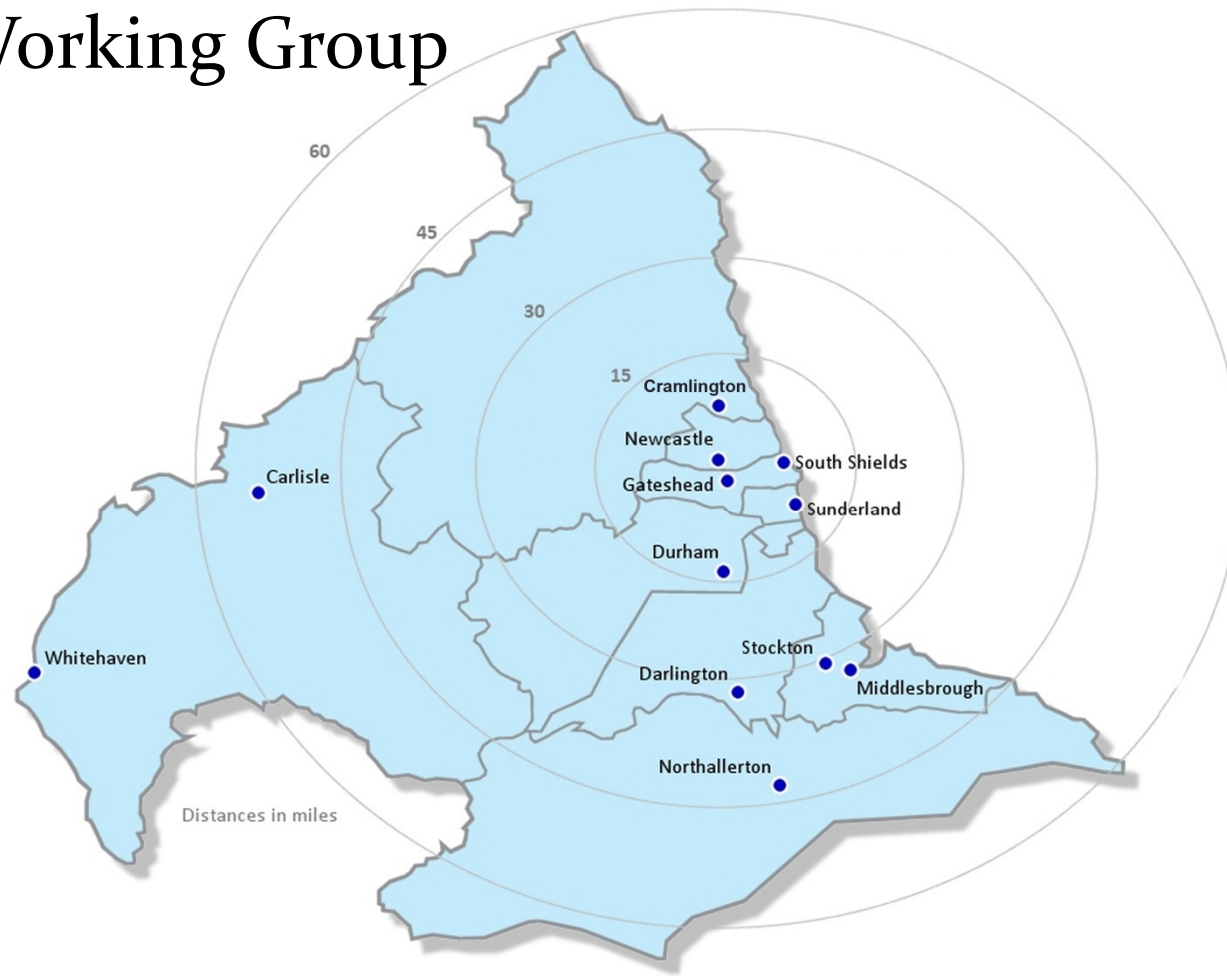 orking Group
60
45
30
15
Cramlington
Newcastle
South Shields
Gateshead
Sunderland
Carlisle
Durham
Whitehaven
Stockton
Darlington
Middlesbrough
Northallerton
Distances in miles